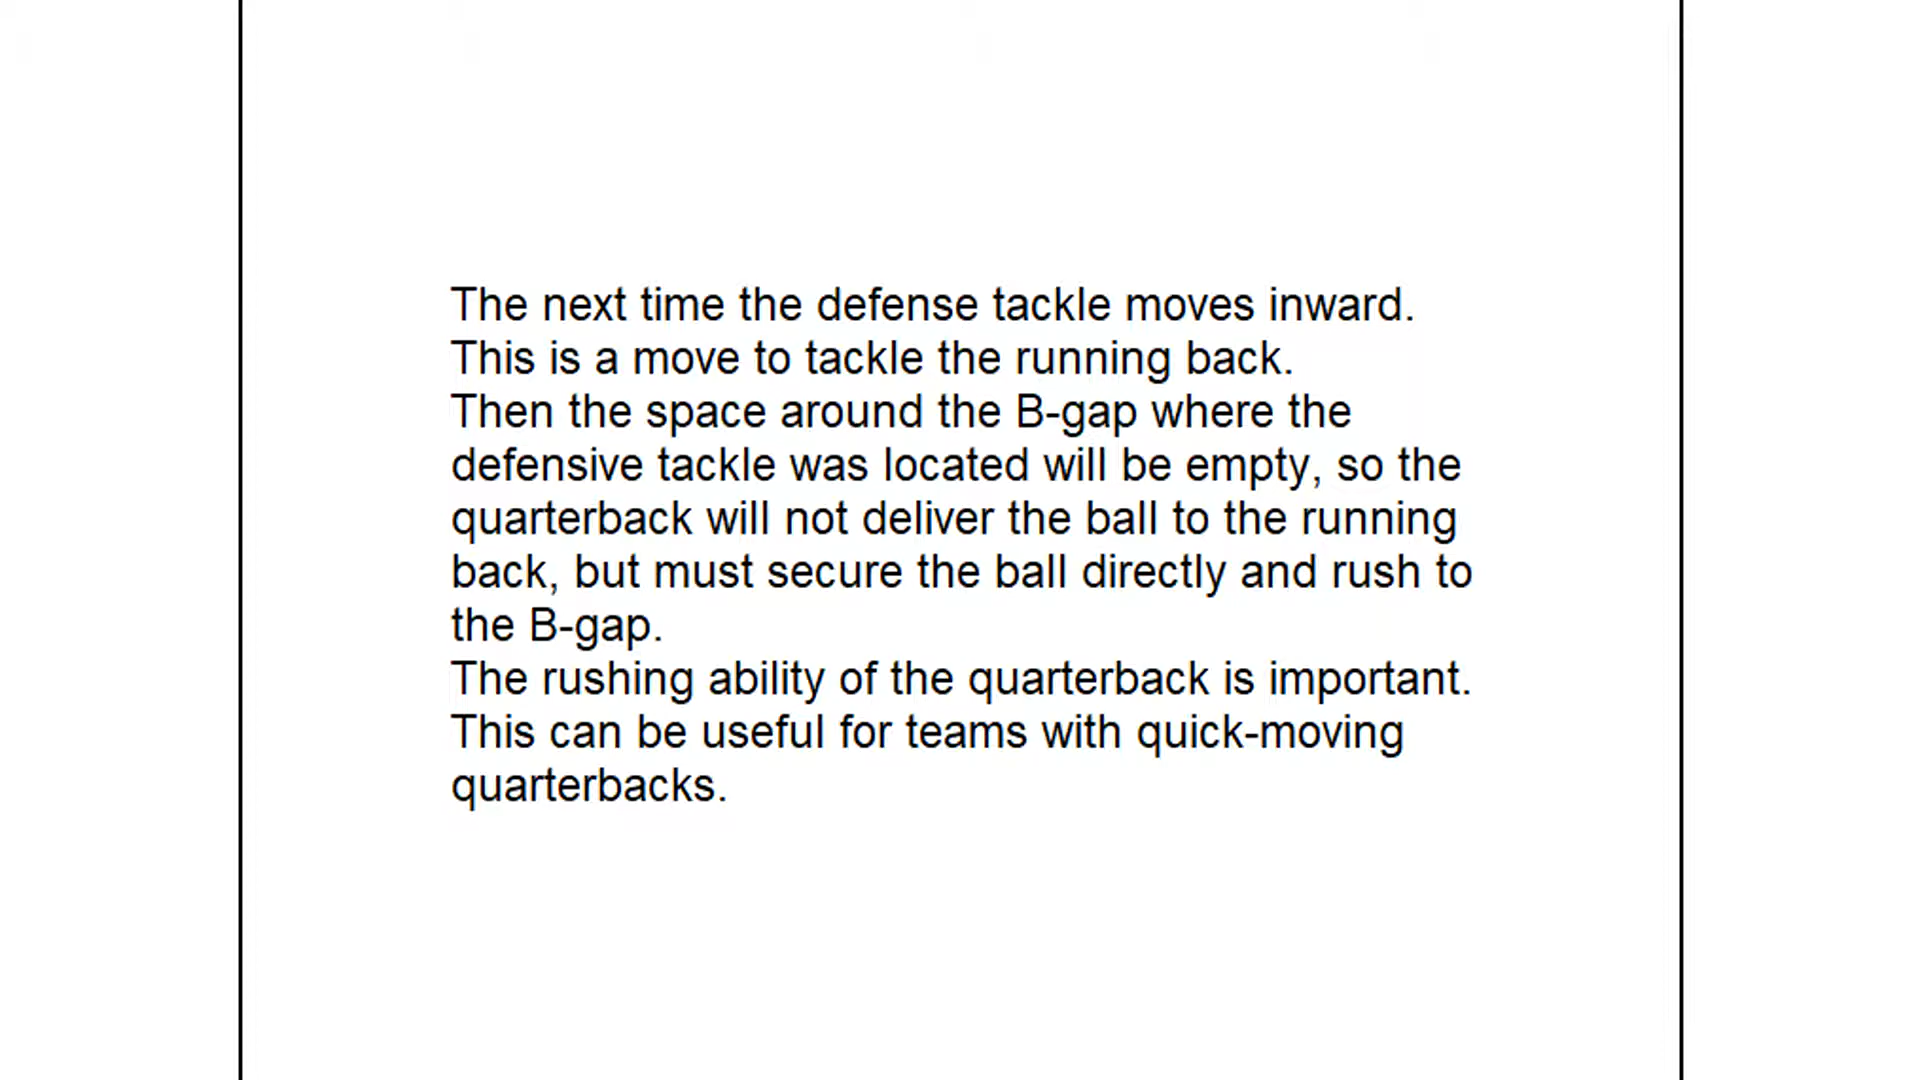 The next time the defense tackle moves inward.
This is a move to tackle the running back.
Then the space around the B-gap where the
defensive tackle was located will be empty, so the
quarterback will not deliver the ball to the running
back, but must secure the ball directly and rush to
the B-gap.
The rushing ability of the quarterback is important.
This can be useful for teams with quick-moving
quarterbacks.